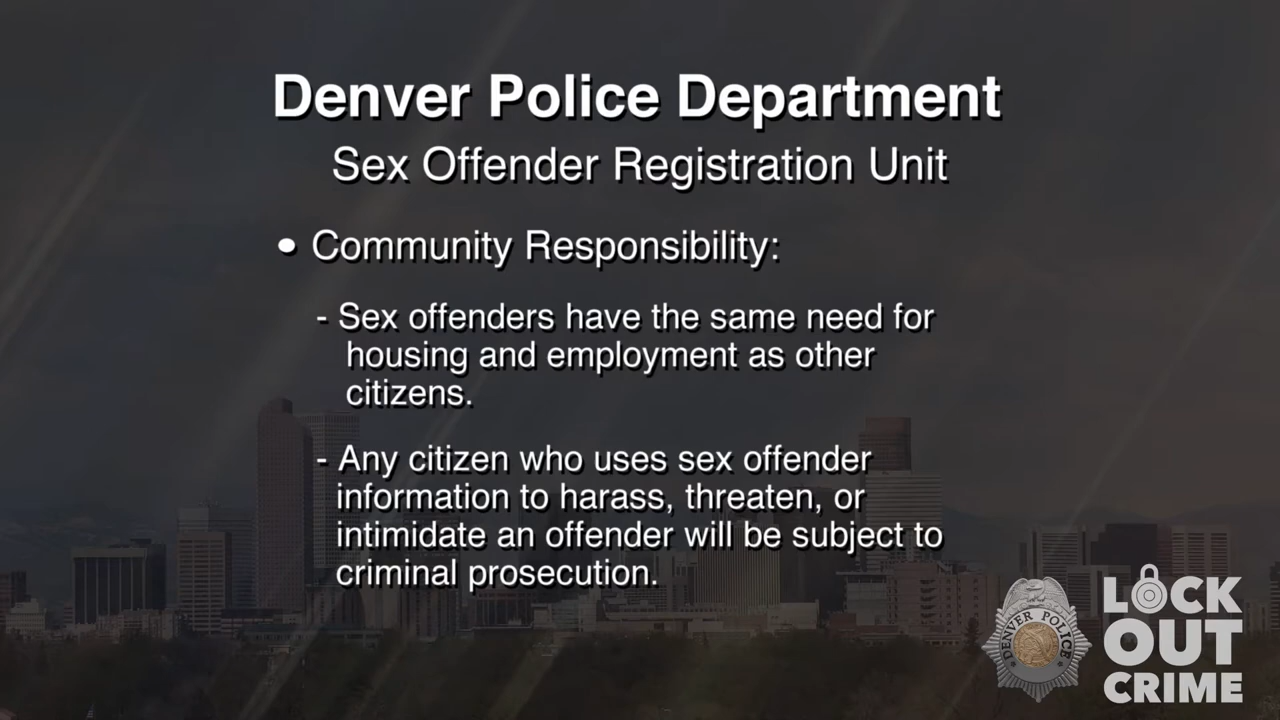 Denver Police Department
Sex Offender Registration Unit
• Community Responsibility:
- Sex offenders have the same need for
housing and employment as other
citizens.
- Any citizen who uses sex offender
information to harass, threaten, or
intimidate an offender will be subject to
criminal prosecution.
DENVER POLICE
LOCK
OUT
CRIME